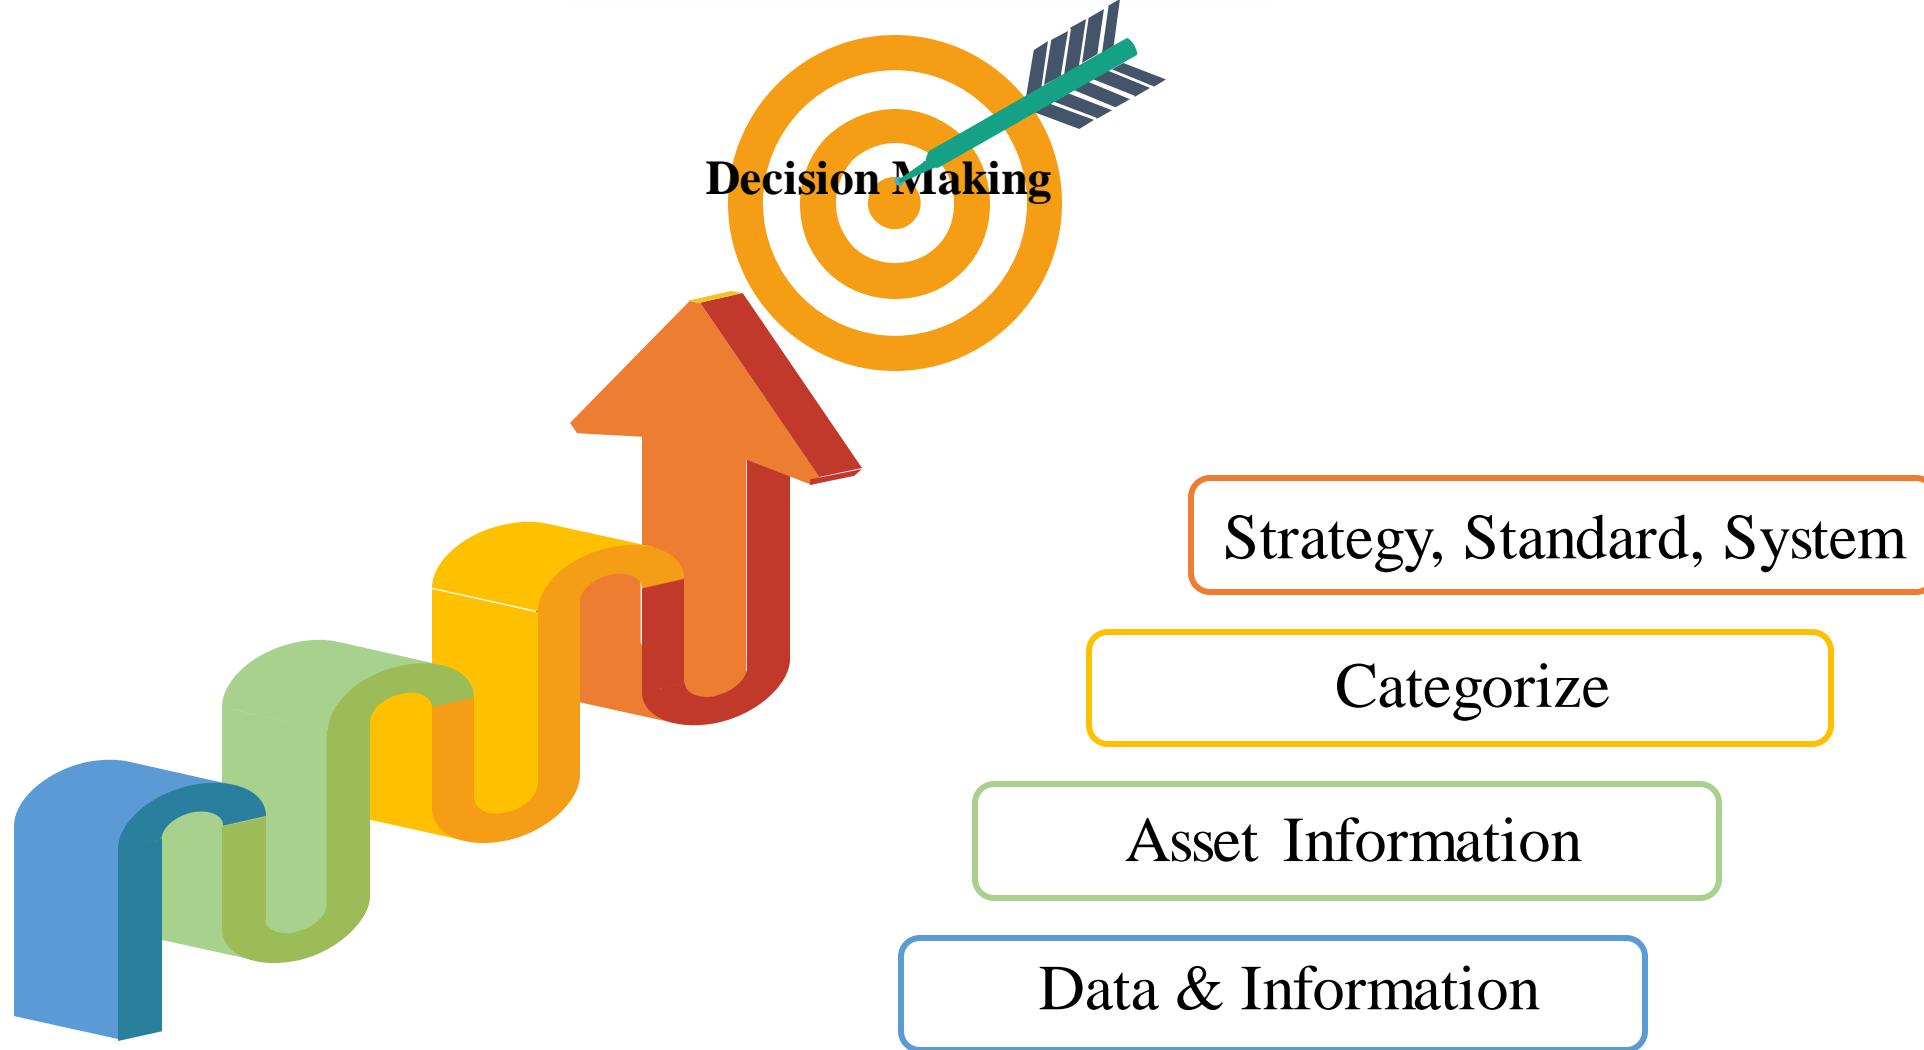 Decision Making
Strategy, Standard, System
Categorize
Asset Information
Data & Information